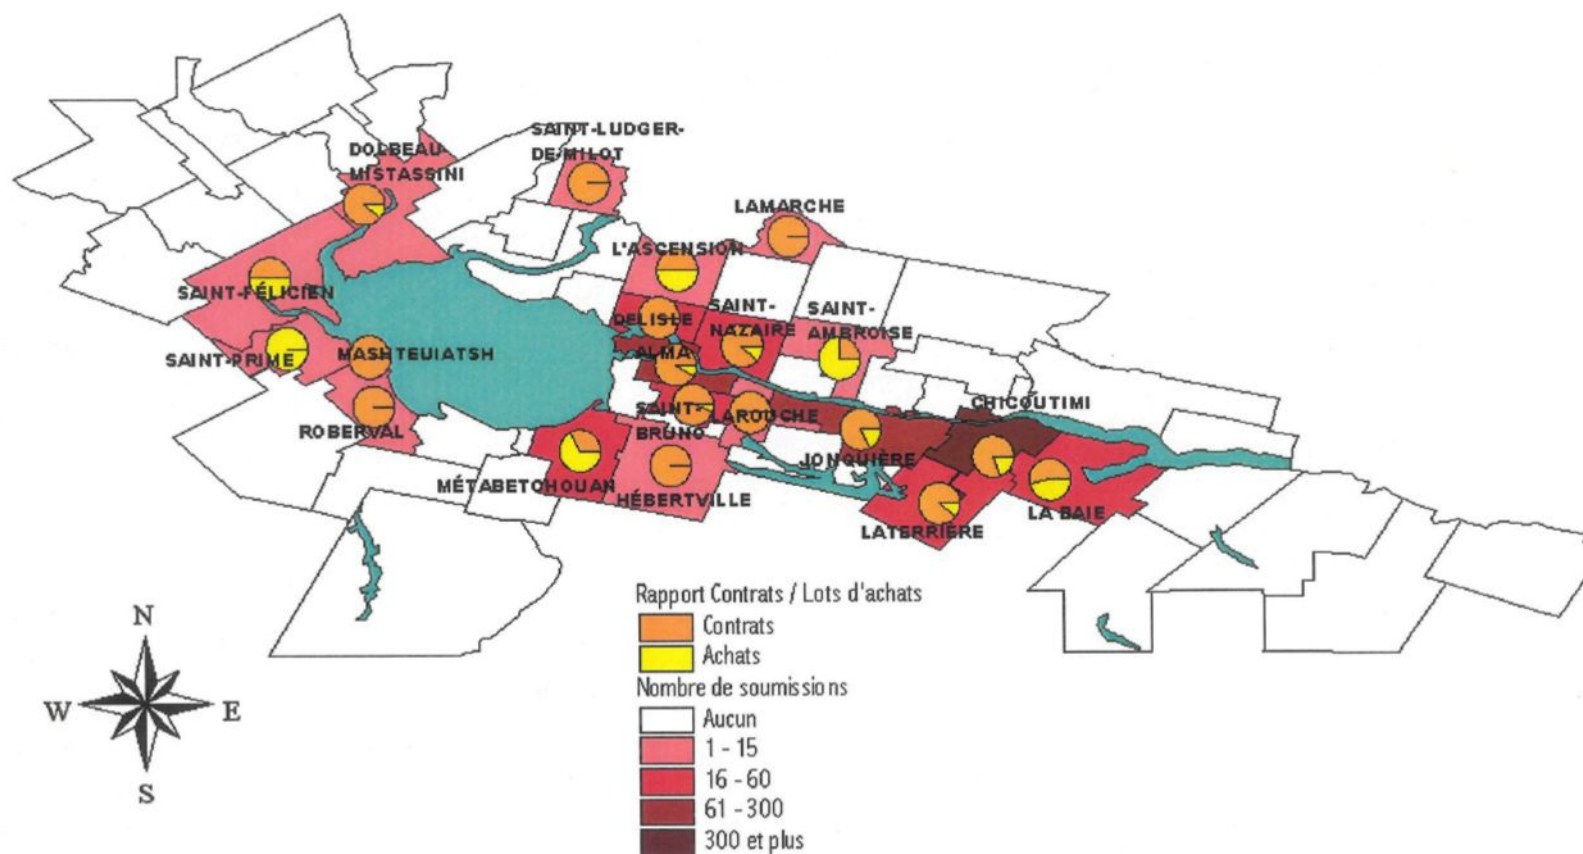 SAINT-LUDGER-
DE-MILOT
DOLBEAU-
MISTASSINI
LAMARCHE
L'ASCENSION
SAINT-FÉLICIEN
DELISLE
SAINT-
NAZAIRE
SAINT-
AMBROISE
SAINT-PRIME
MASHTEUIATSH
ALMA
ROBERVAL
SAINT-
BRUNO
LAROUCHE
CHICOUTIMI
JONQUIÈRE
MÉTABETCHOUAN
HÉBERTVILLE
LATERRIÈRE
LA BAIE
Rapport Contrats / Lots d'achats
Contrats
Achats
Nombre de soumissions
Aucun
1 - 15
16 - 60
61 - 300
300 et plus
N
W
E
S